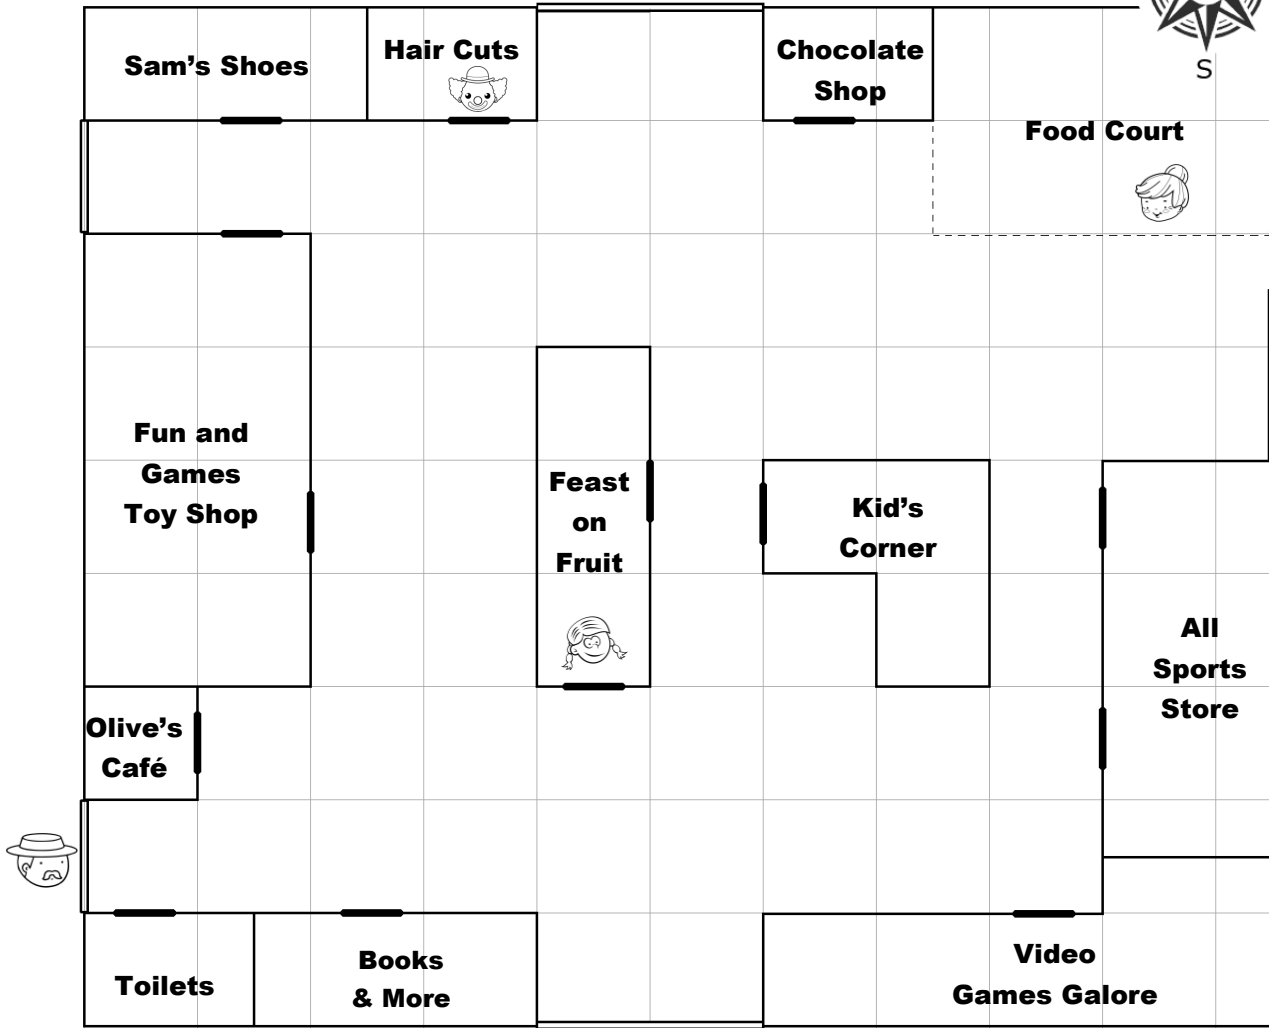 Sam's Shoes
Hair Cuts
Chocolate
Shop
S
Food Court
Fun and
Games
Toy Shop
Feast
on
Fruit
Kid's
Corner
All
Sports
Store
Olive's
Café
Toilets
Books
& More
Video
Games Galore